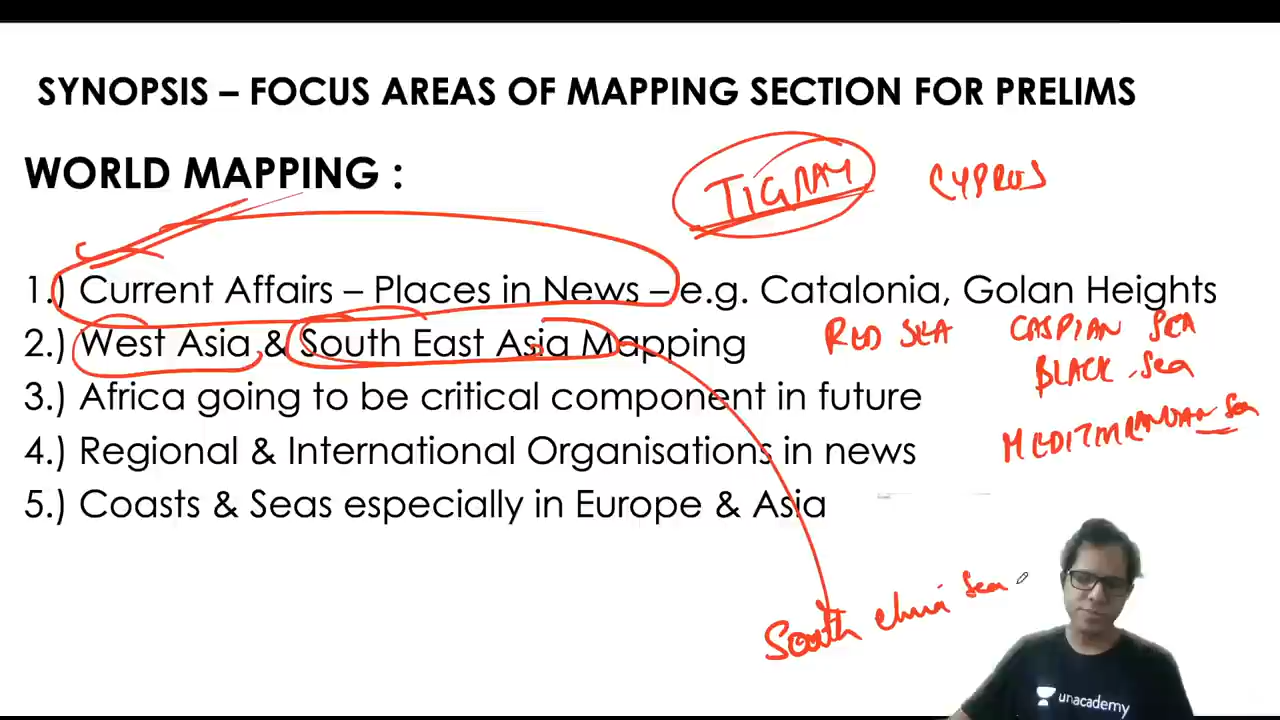 SYNOPSIS – FOCUS AREAS OF MAPPING SECTION FOR PRELIMS
WORLD MAPPING :
TIGRAY
CYPRUS
1.) Current Affairs – Places in News – e.g. Catalonia, Golan Heights
2.) West Asia & South East Asia Mapping
RED SEA
CASPIAN SEA
BLACK Sea
3.) Africa going to be critical component in future
4.) Regional & International Organisations in news
MEDITRRANEAN Sea
5.) Coasts & Seas especially in Europe & Asia
South China Sea
unacademy